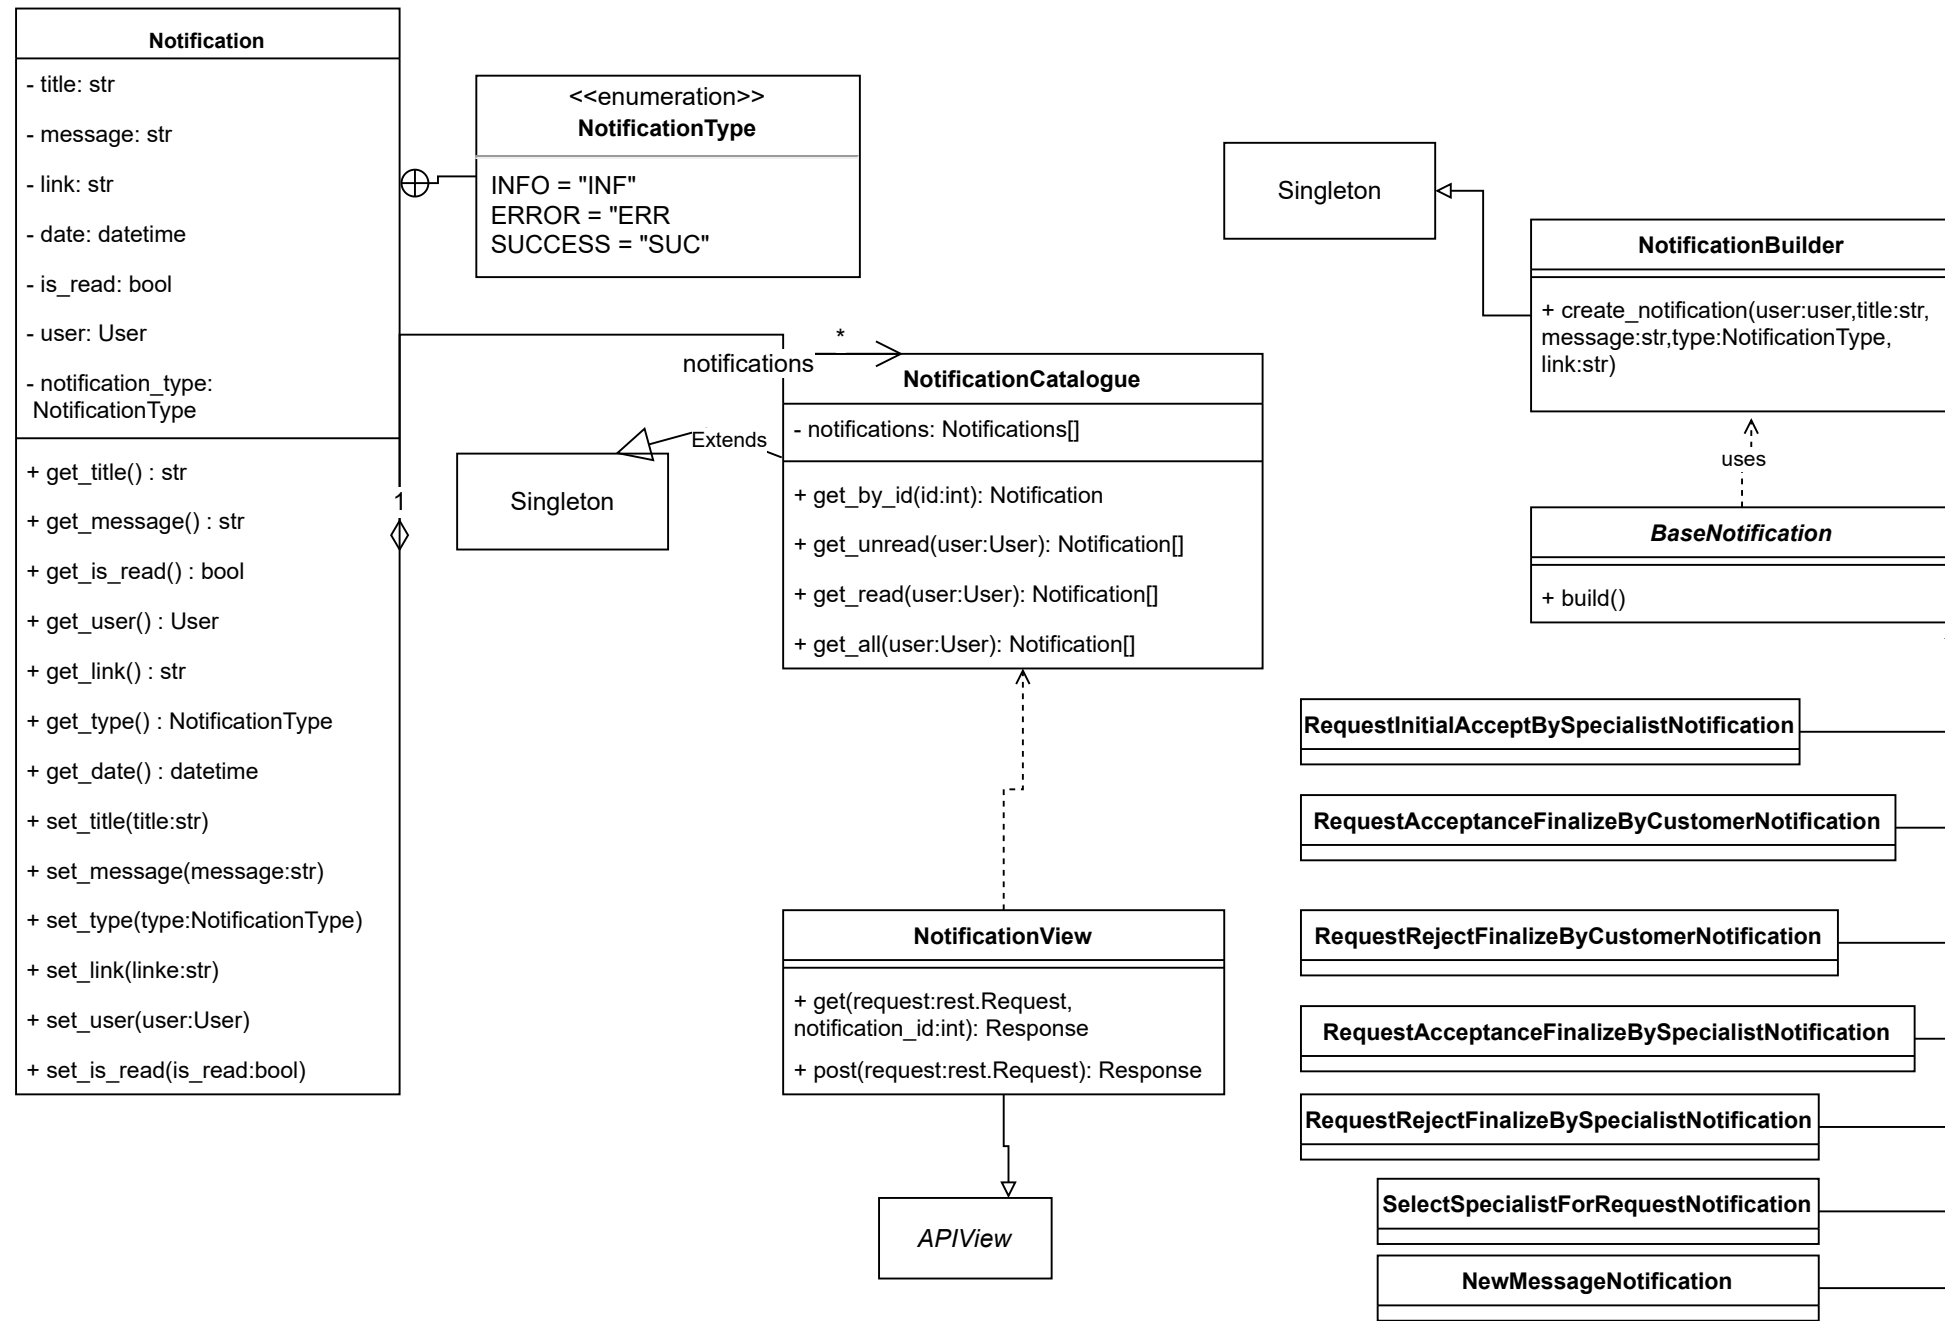 Notification
- title: str
- message: str
- link: str
- date: datetime
- is_read: bool
- user: User
- notification_type:
NotificationType
+ get_title() : str
+ get_message() : str
+ get_is_read() : bool
+ get_user() : User
+ get_link() : str
+ get_type() : NotificationType
+ get_date() : datetime
+ set_title(title:str)
+ set_message(message:str)
+ set_type(type:NotificationType)
+ set_link(linke:str)
+ set_user(user:User)
+ set_is_read(is_read:bool)
1
<<enumeration>>
NotificationType
INFO = "INF"
ERROR = "ERR
SUCCESS = "SUC"
*
notifications
Extends
Singleton
NotificationCatalogue
- notifications: Notifications[]
+ get_by_id(id:int): Notification
+ get_unread(user:User): Notification[]
+ get_read(user:User): Notification[]
+ get_all(user:User): Notification[]
NotificationView
+ get(request:rest.Request,
notification_id:int): Response
+ post(request:rest.Request): Response
APIView
Singleton
NotificationBuilder
+ create_notification(user:user,title:str,
message:str,type:NotificationType,
link:str)
uses
BaseNotification
+ build()
RequestInitialAcceptBySpecialistNotification
RequestAcceptanceFinalizeByCustomerNotification
RequestRejectFinalizeByCustomerNotification
RequestAcceptanceFinalizeBySpecialistNotification
RequestRejectFinalizeBySpecialistNotification
SelectSpecialistForRequestNotification
NewMessageNotification